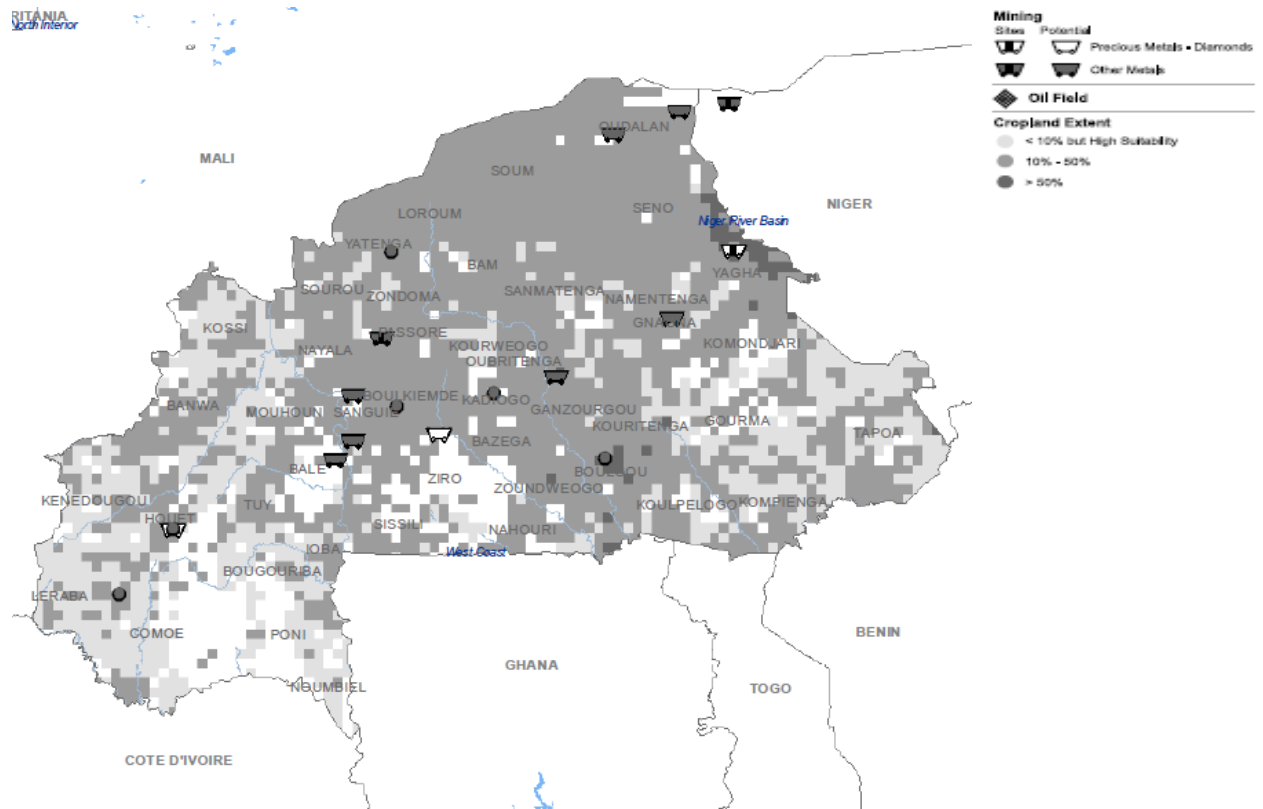 RITANIA
North Interior
Mining
Sites Potential
Precious Metals - Diamonds
Other Metals
Oil Field
Cropland Extent
< 10% but High Suitability
10% - 50%
> 50%
MALI
OUDALAN
SOUM
SENO
NIGER
LOROUM
Niger River Basin
YATENGA
BAM
YAGHA
SOUROU
ZONDOMA
SANMATENGA
NAMENTENGA
KOSSI
PASSORE
GNAGNA
NAYALA
KOURWEOGO
KOMONDJARI
OUBRITENGA
BANWA
MOUHOUN
SANGUIE
BOULKIEMDE
KADIOGO
GANZOURGOU
KOURITENGA
GOURMA
TAPOA
BAZEGA
BALE
ZIRO
BOULGOU
ZOUNDWEOGO
KENEDOUGOU
TUY
KOULPELOGO
KOMPIENGA
HOUET
SISSILI
NAHOURI
IOBA
West Coast
BOUGOURIBA
LERABA
COMOE
PONI
BENIN
GHANA
NOUMBIEL
TOGO
COTE D'IVOIRE